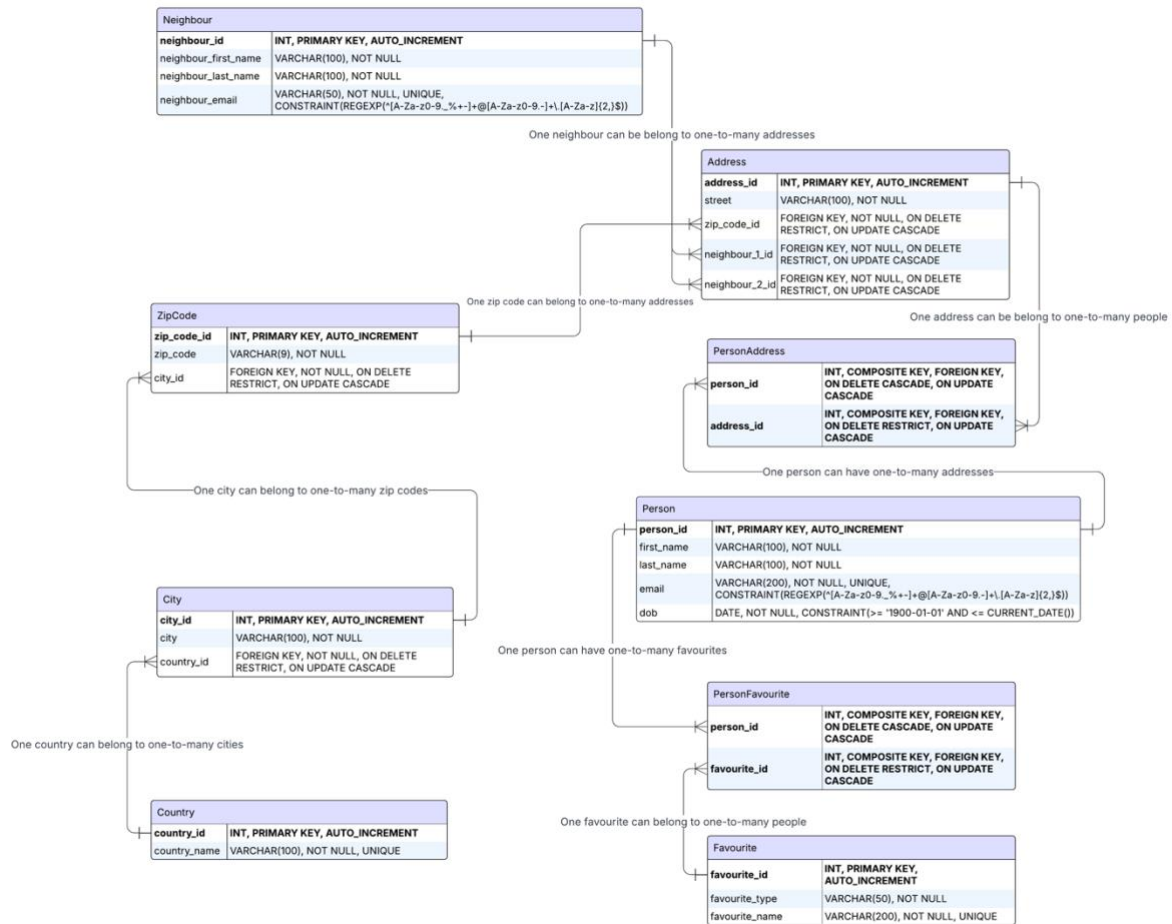 Neighbour
neighbour_id INT, PRIMARY KEY, AUTO_INCREMENT
neighbour_first_name VARCHAR(100), NOT NULL
neighbour_last_name VARCHAR(100), NOT NULL
neighbour_email VARCHAR(50), NOT NULL, UNIQUE,
CONSTRAINT(REGEXP(^[A-Za-z0-9._%+-]+@[A-Za-z0-9.-]+\.[A-Za-z]{2,}$))
One neighbour can be belong to one-to-many addresses
Address
address_id INT, PRIMARY KEY, AUTO_INCREMENT
street VARCHAR(100), NOT NULL
zip_code_id FOREIGN KEY, NOT NULL, ON DELETE
RESTRICT, ON UPDATE CASCADE
neighbour_1_id FOREIGN KEY, NOT NULL, ON DELETE
RESTRICT, ON UPDATE CASCADE
neighbour_2_id FOREIGN KEY, NOT NULL, ON DELETE
RESTRICT, ON UPDATE CASCADE
One zip code can belong to one-to-many addresses
One address can be belong to one-to-many people
ZipCode
zip_code_id INT, PRIMARY KEY, AUTO_INCREMENT
zip_code VARCHAR(9), NOT NULL
city_id FOREIGN KEY, NOT NULL, ON DELETE
RESTRICT, ON UPDATE CASCADE
PersonAddress
person_id INT, COMPOSITE KEY, FOREIGN KEY,
ON DELETE CASCADE, ON UPDATE
CASCADE
address_id INT, COMPOSITE KEY, FOREIGN KEY,
ON DELETE RESTRICT, ON UPDATE
CASCADE
One person can have one-to-many addresses
One city can belong to one-to-many zip codes
Person
person_id INT, PRIMARY KEY, AUTO_INCREMENT
first_name VARCHAR(100), NOT NULL
last_name VARCHAR(100), NOT NULL
email VARCHAR(200), NOT NULL, UNIQUE,
CONSTRAINT(REGEXP(^[A-Za-z0-9._%+-]+@[A-Za-z0-9.-]+\.[A-Za-z]{2,}$))
dob DATE, NOT NULL, CONSTRAINT(>= '1900-01-01' AND <= CURRENT_DATE())
City
city_id INT, PRIMARY KEY, AUTO_INCREMENT
city VARCHAR(100), NOT NULL
country_id FOREIGN KEY, NOT NULL, ON DELETE
RESTRICT, ON UPDATE CASCADE
One person can have one-to-many favourites
PersonFavourite
person_id INT, COMPOSITE KEY, FOREIGN KEY,
ON DELETE CASCADE, ON UPDATE
CASCADE
favourite_id INT, COMPOSITE KEY, FOREIGN KEY,
ON DELETE RESTRICT, ON UPDATE
CASCADE
One country can belong to one-to-many cities
Country
country_id INT, PRIMARY KEY, AUTO_INCREMENT
country_name VARCHAR(100), NOT NULL, UNIQUE
One favourite can belong to one-to-many people
Favourite
favourite_id INT, PRIMARY KEY,
AUTO_INCREMENT
favourite_type VARCHAR(50), NOT NULL
favourite_name VARCHAR(200), NOT NULL, UNIQUE